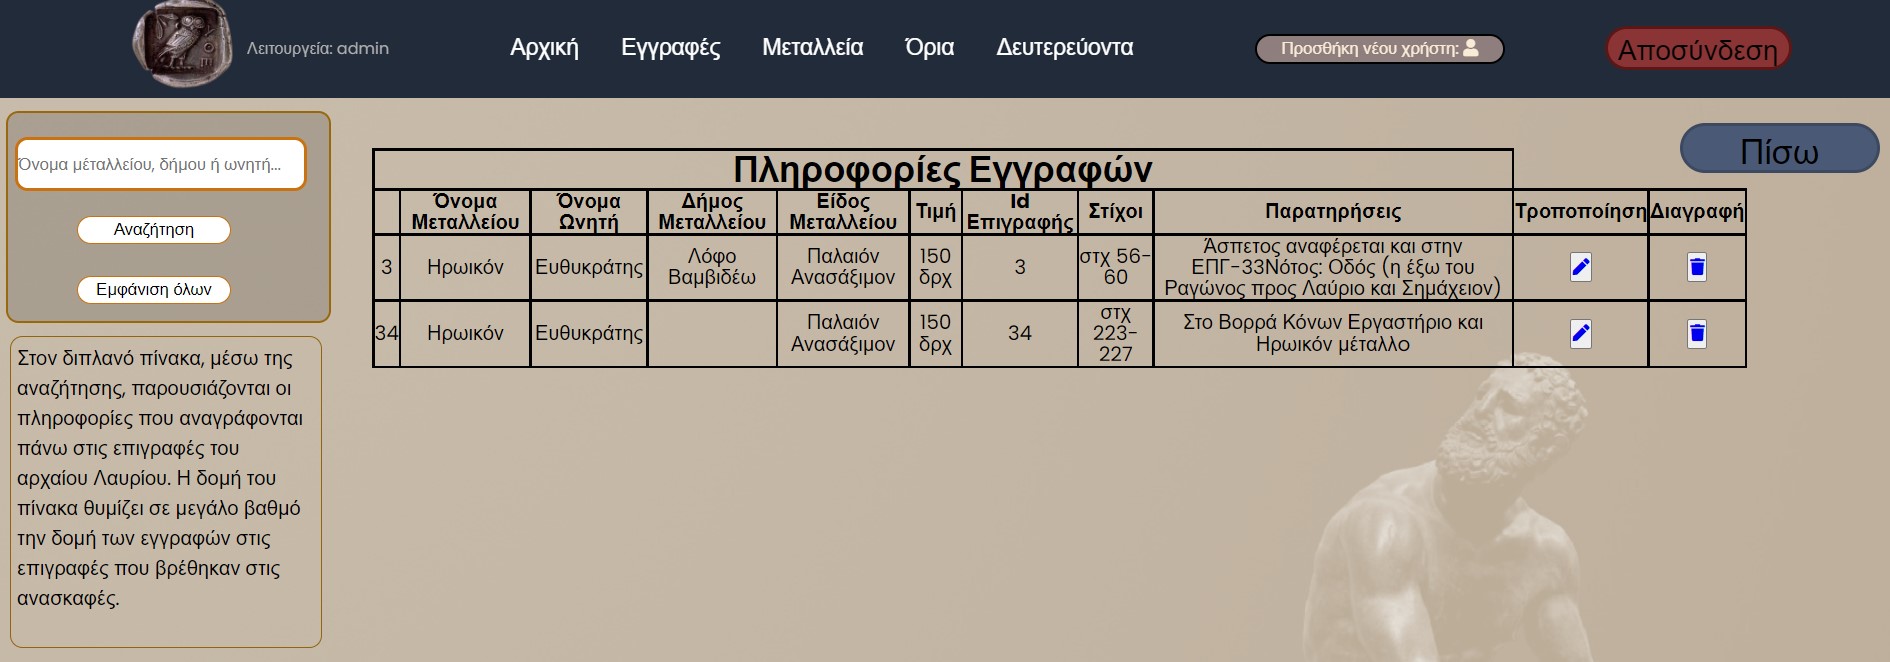 Λειτουργεία: admin
Αρχική Εγγραφές Μεταλλεία Όρια Δευτερεύοντα
Προσθήκη νέου χρήστη:
Αποσύνδεση
Όνομα μέταλλείου, δήμου ή ωνητή...
Αναζήτηση
Εμφάνιση όλων
Στον διπλανό πίνακα, μέσω της
αναζήτησης, παρουσιάζονται οι
πληροφορίες που αναγράφονται
πάνω στις επιγραφές του
αρχαίου Λαυρίου. Η δομή του
πίνακα θυμίζει σε μεγάλο βαθμό
την δομή των εγγραφών στις
επιγραφές που βρέθηκαν στις
ανασκαφές.
Πίσω
Πληροφορίες Εγγραφών
Όνομα Μεταλλείου Όνομα Ωνητή Δήμος Μεταλλείου Είδος Μεταλλείου Τιμή Id Επιγραφής Στίχοι Παρατηρήσεις Τροποποίηση Διαγραφή
3 Ηρωικόν Ευθυκράτης Λόφο Βαμβιδέω Παλαιόν Ανασάξιμον 150 δρχ 3 στχ 56-60 Άσπετος αναφέρεται και στην ΕΠΓ-33Νότος: Οδός (η έξω του Ραγώνος προς Λαύριο και Σημάχειον)
34 Ηρωικόν Ευθυκράτης Παλαιόν Ανασάξιμον 150 δρχ 34 στχ 223-227 Στο Βορρά Κόνων Εργαστήριο και Ηρωικόν μέταλλο